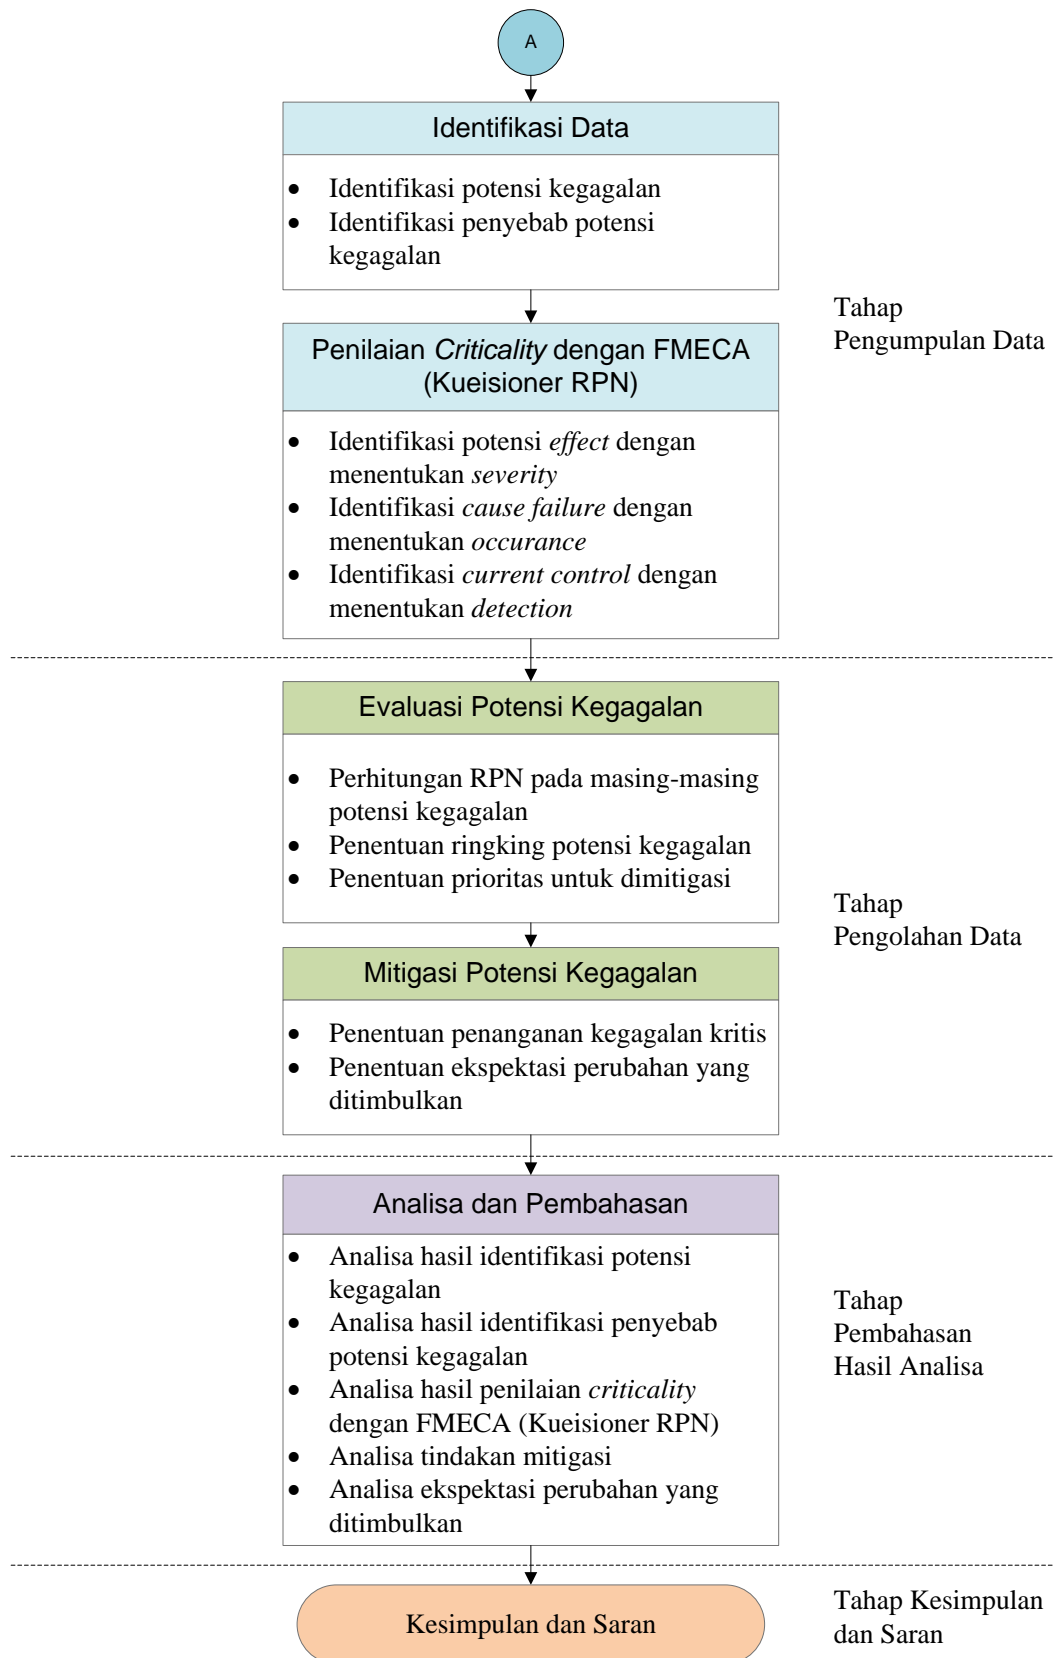 A
Identifikasi Data
• Identifikasi potensi kegagalan
• Identifikasi penyebab potensi
kegagalan
Tahap
Pengumpulan Data
Penilaian Criticality dengan FMECA
(Kueisioner RPN)
• Identifikasi potensi effect dengan
menentukan severity
• Identifikasi cause failure dengan
menentukan occurance
• Identifikasi current control dengan
menentukan detection
Evaluasi Potensi Kegagalan
• Perhitungan RPN pada masing-masing
potensi kegagalan
• Penentuan ringking potensi kegagalan
• Penentuan prioritas untuk dimitigasi
Tahap
Pengolahan Data
Mitigasi Potensi Kegagalan
• Penentuan penanganan kegagalan kritis
• Penentuan ekspektasi perubahan yang
ditimbulkan
Analisa dan Pembahasan
• Analisa hasil identifikasi potensi
kegagalan
• Analisa hasil identifikasi penyebab
potensi kegagalan
• Analisa hasil penilaian criticality
dengan FMECA (Kueisioner RPN)
• Analisa tindakan mitigasi
• Analisa ekspektasi perubahan yang
ditimbulkan
Tahap
Pembahasan
Hasil Analisa
Kesimpulan dan Saran
Tahap Kesimpulan
dan Saran